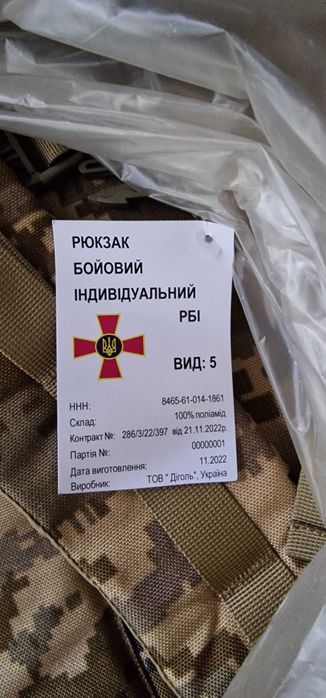 РЮКЗАК
БОЙОВИЙ
ІНДИВІДУАЛЬНИЙ
РБІ
ВИД: 5
ННН: 8465-61-014-1861
Склад: 100% поліамід
Контракт №: 286/3/22/397 від 21.11.2022р.
Партія №: 00000001
Дата виготовлення: 11.2022
Виробник: ТОВ " Діголь", Україна